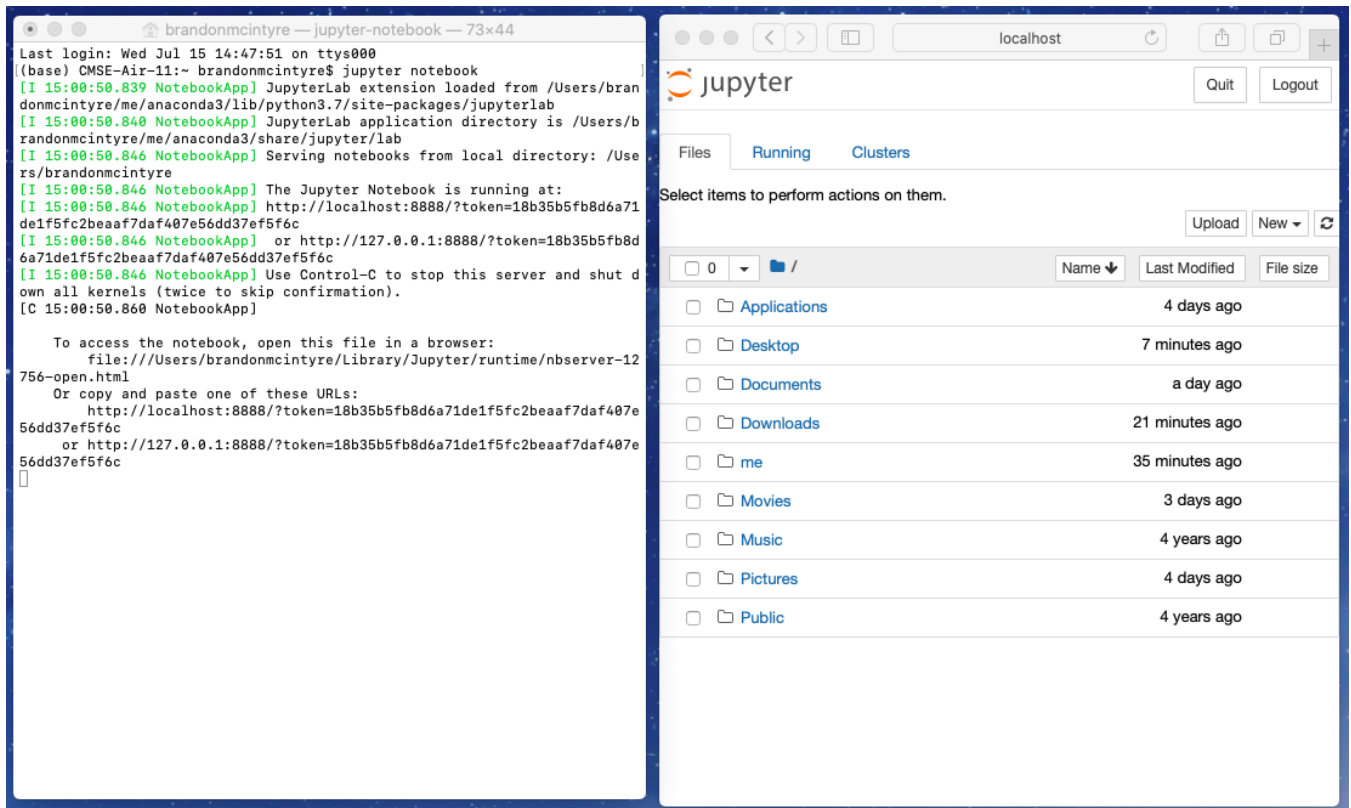 brandonmcintyre — jupyter-notebook — 73×44
Last login: Wed Jul 15 14:47:51 on ttys000
[(base) CMSE-Air-11:~ brandonmcintyre$ jupyter notebook ]
[I 15:00:50.839 NotebookApp] JupyterLab extension loaded from /Users/bran
donmcintyre/me/anaconda3/lib/python3.7/site-packages/jupyterlab
[I 15:00:50.840 NotebookApp] JupyterLab application directory is /Users/b
randonmcintyre/me/anaconda3/share/jupyter/lab
[I 15:00:50.846 NotebookApp] Serving notebooks from local directory: /Use
rs/brandonmcintyre
[I 15:00:50.846 NotebookApp] The Jupyter Notebook is running at:
[I 15:00:50.846 NotebookApp] http://localhost:8888/?token=18b35b5fb8d6a71
de1f5fc2beaaf7daf407e56dd37ef5f6c
[I 15:00:50.846 NotebookApp]  or http://127.0.0.1:8888/?token=18b35b5fb8d
6a71de1f5fc2beaaf7daf407e56dd37ef5f6c
[I 15:00:50.846 NotebookApp] Use Control-C to stop this server and shut d
own all kernels (twice to skip confirmation).
[C 15:00:50.860 NotebookApp]
To access the notebook, open this file in a browser:
file:///Users/brandonmcintyre/Library/Jupyter/runtime/nbserver-12
756-open.html
Or copy and paste one of these URLs:
http://localhost:8888/?token=18b35b5fb8d6a71de1f5fc2beaaf7daf407e
56dd37ef5f6c
or http://127.0.0.1:8888/?token=18b35b5fb8d6a71de1f5fc2beaaf7daf407e
56dd37ef5f6c
localhost
jupyter Quit Logout
Files Running Clusters
Select items to perform actions on them.
Upload New
0 / Name Last Modified File size
Applications 4 days ago
Desktop 7 minutes ago
Documents a day ago
Downloads 21 minutes ago
me 35 minutes ago
Movies 3 days ago
Music 4 years ago
Pictures 4 days ago
Public 4 years ago